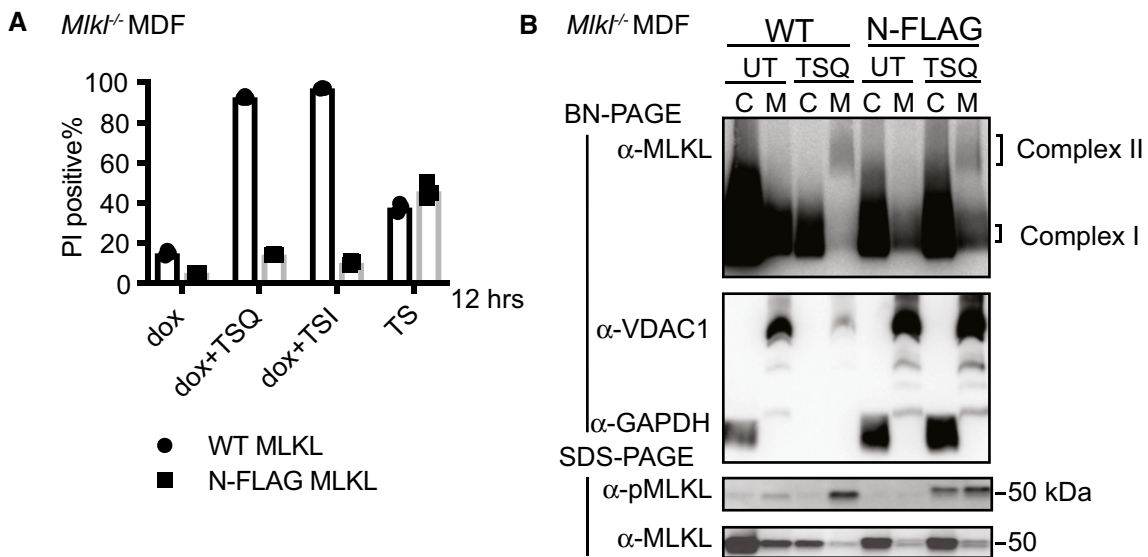 A
Mlkl-/- MDF
PI positive%
100
80
60
40
20
0
dox
dox+TSQ
dox+TSI
TS
12 hrs
WT MLKL
N-FLAG MLKL
B
Mlkl-/- MDF
WT N-FLAG
UT TSQ UT TSQ
C M C M C M C M
BN-PAGE
α-MLKL
Complex II
Complex I
α-VDAC1
α-GAPDH
SDS-PAGE
α-pMLKL
50 kDa
α-MLKL
50